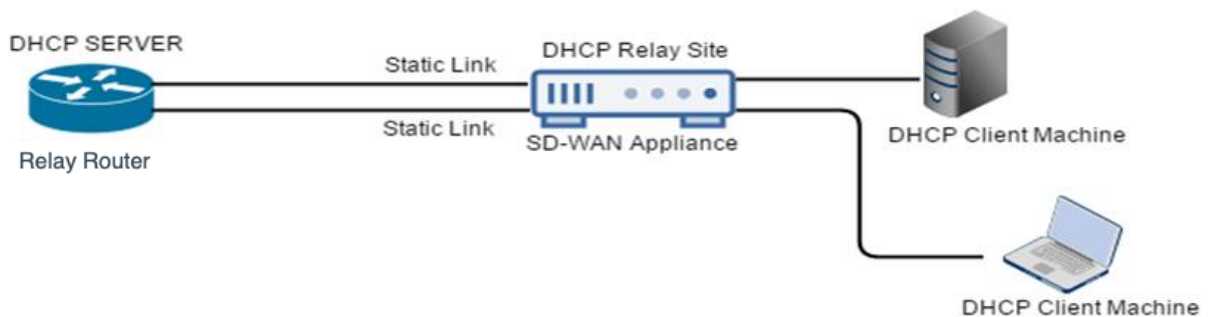 DHCP SERVER
Relay Router
Static Link
Static Link
DHCP Relay Site
SD-WAN Appliance
DHCP Client Machine
DHCP Client Machine